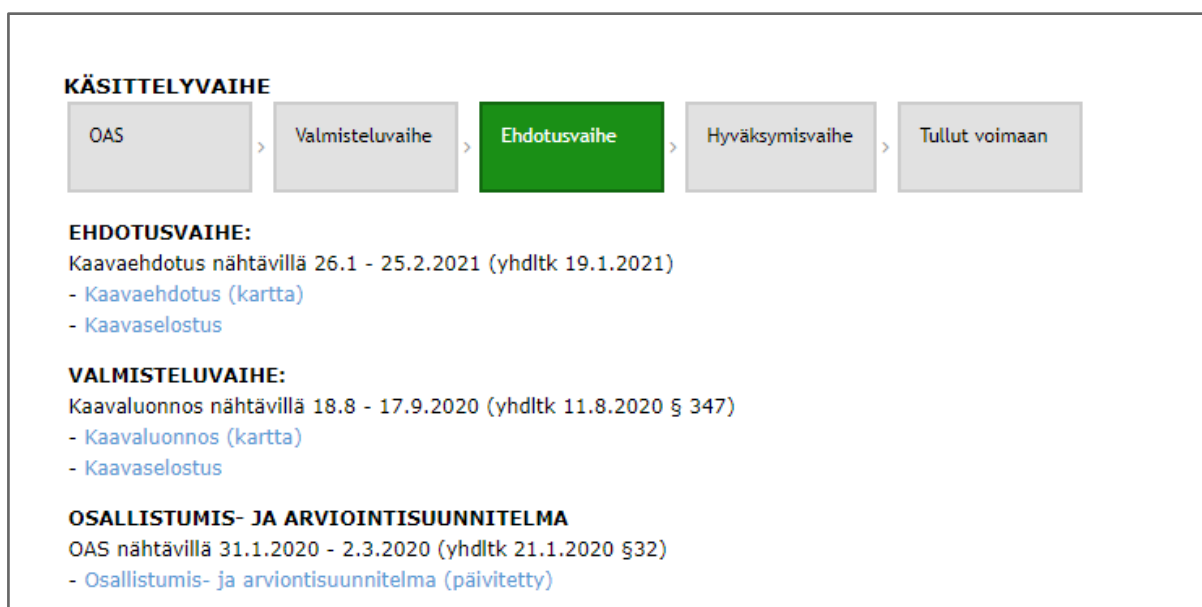 KÄSITTELYVAIHE
OAS › Valmisteluvaihe › Ehdotusvaihe › Hyväksymisvaihe › Tullut voimaan
EHDOTUSVAIHE:
Kaavaehdotus nähtävillä 26.1 - 25.2.2021 (yhdltk 19.1.2021)
- Kaavaehdotus (kartta)
- Kaavaselostus
VALMISTELUVAIHE:
Kaavaluonnos nähtävillä 18.8 - 17.9.2020 (yhdltk 11.8.2020 § 347)
- Kaavaluonnos (kartta)
- Kaavaselostus
OSALLISTUMIS- JA ARVIOINTISUUNNITELMA
OAS nähtävillä 31.1.2020 - 2.3.2020 (yhdltk 21.1.2020 §32)
- Osallistumis- ja arviontisuunnitelma (päivitetty)